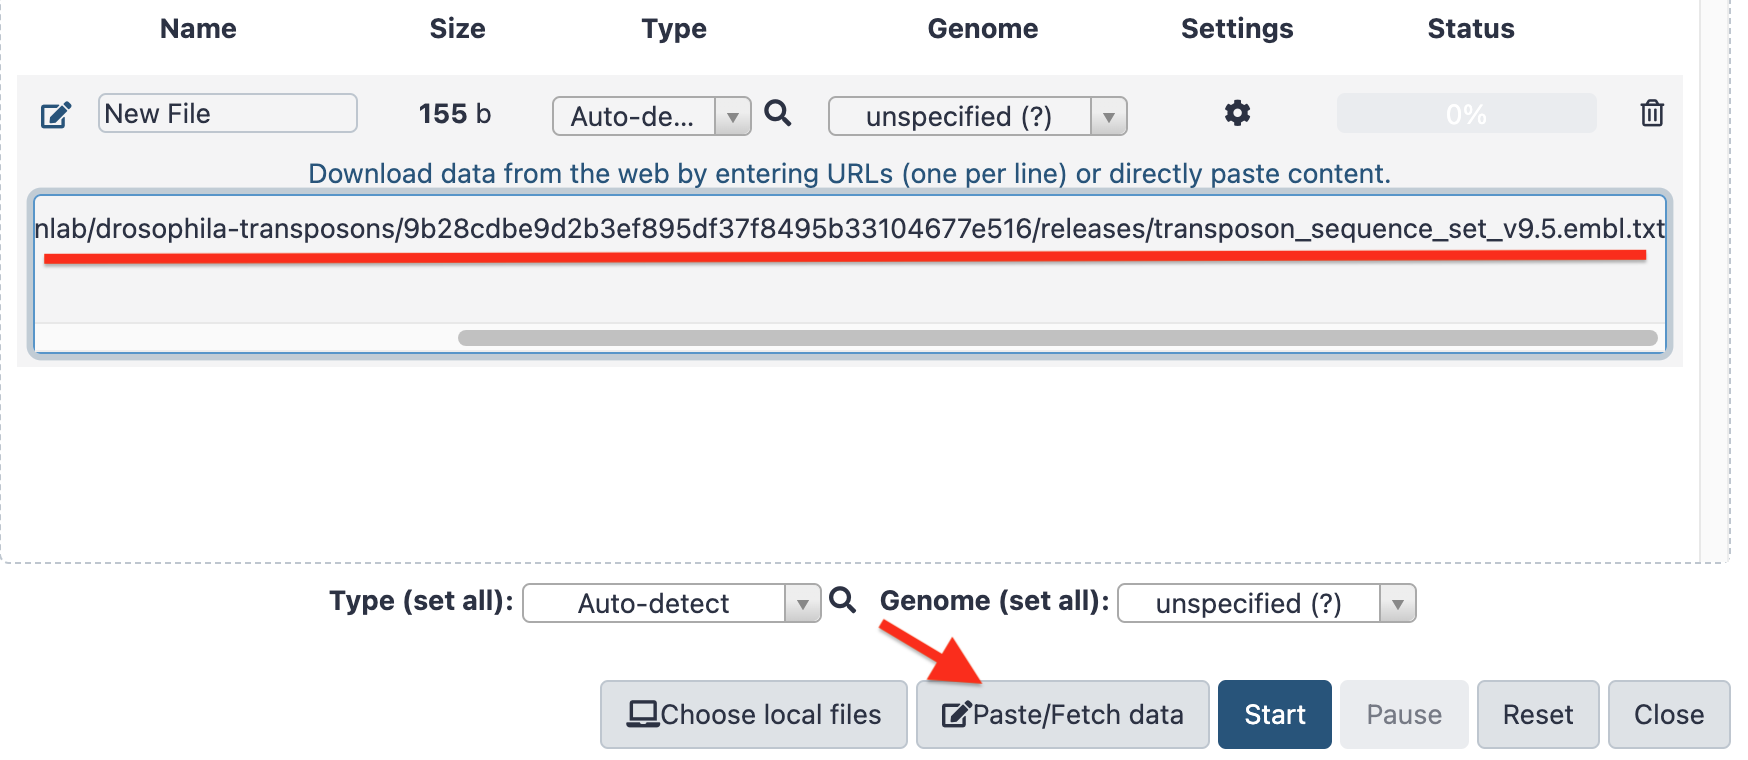 Name Size Type Genome Settings Status
New File 155 b Auto-de... unspecified (?) 0%
Download data from the web by entering URLs (one per line) or directly paste content.
nlab/drosophila-transposons/9b28cdbe9d2b3ef895df37f8495b33104677e516/releases/transposon_sequence_set_v9.5.embl.txt
Type (set all): Auto-detect Genome (set all): unspecified (?)
Choose local files Paste/Fetch data Start Pause Reset Close